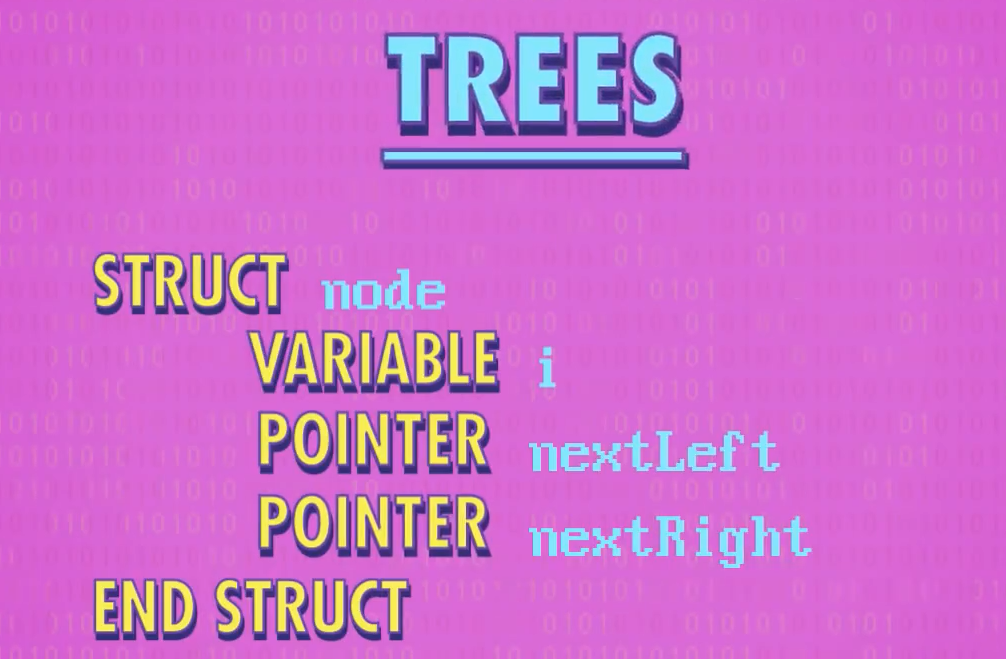 TREES
STRUCT node
VARIABLE i
POINTER nextLeft
POINTER nextRight
END STRUCT